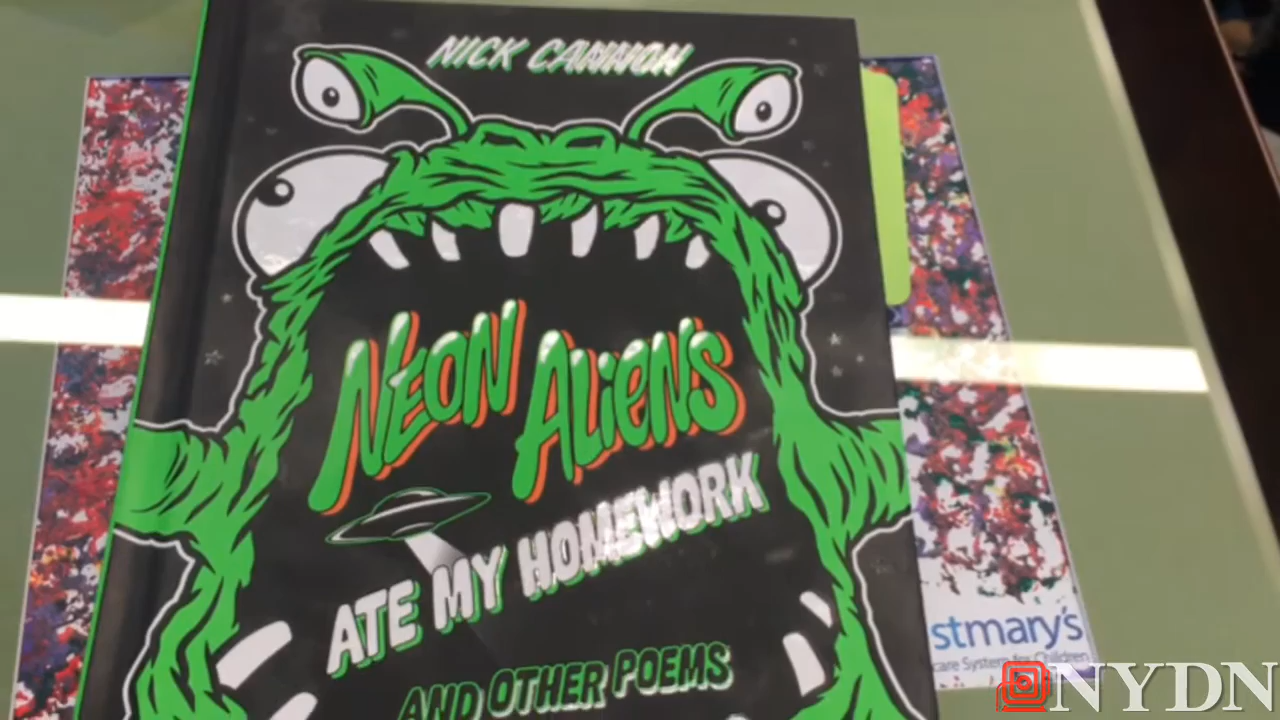 NICK CANNON
NEON ALIENS
ATE MY HOMEWORK
AND OTHER POEMS
stmary's
care System for Children
NYDN